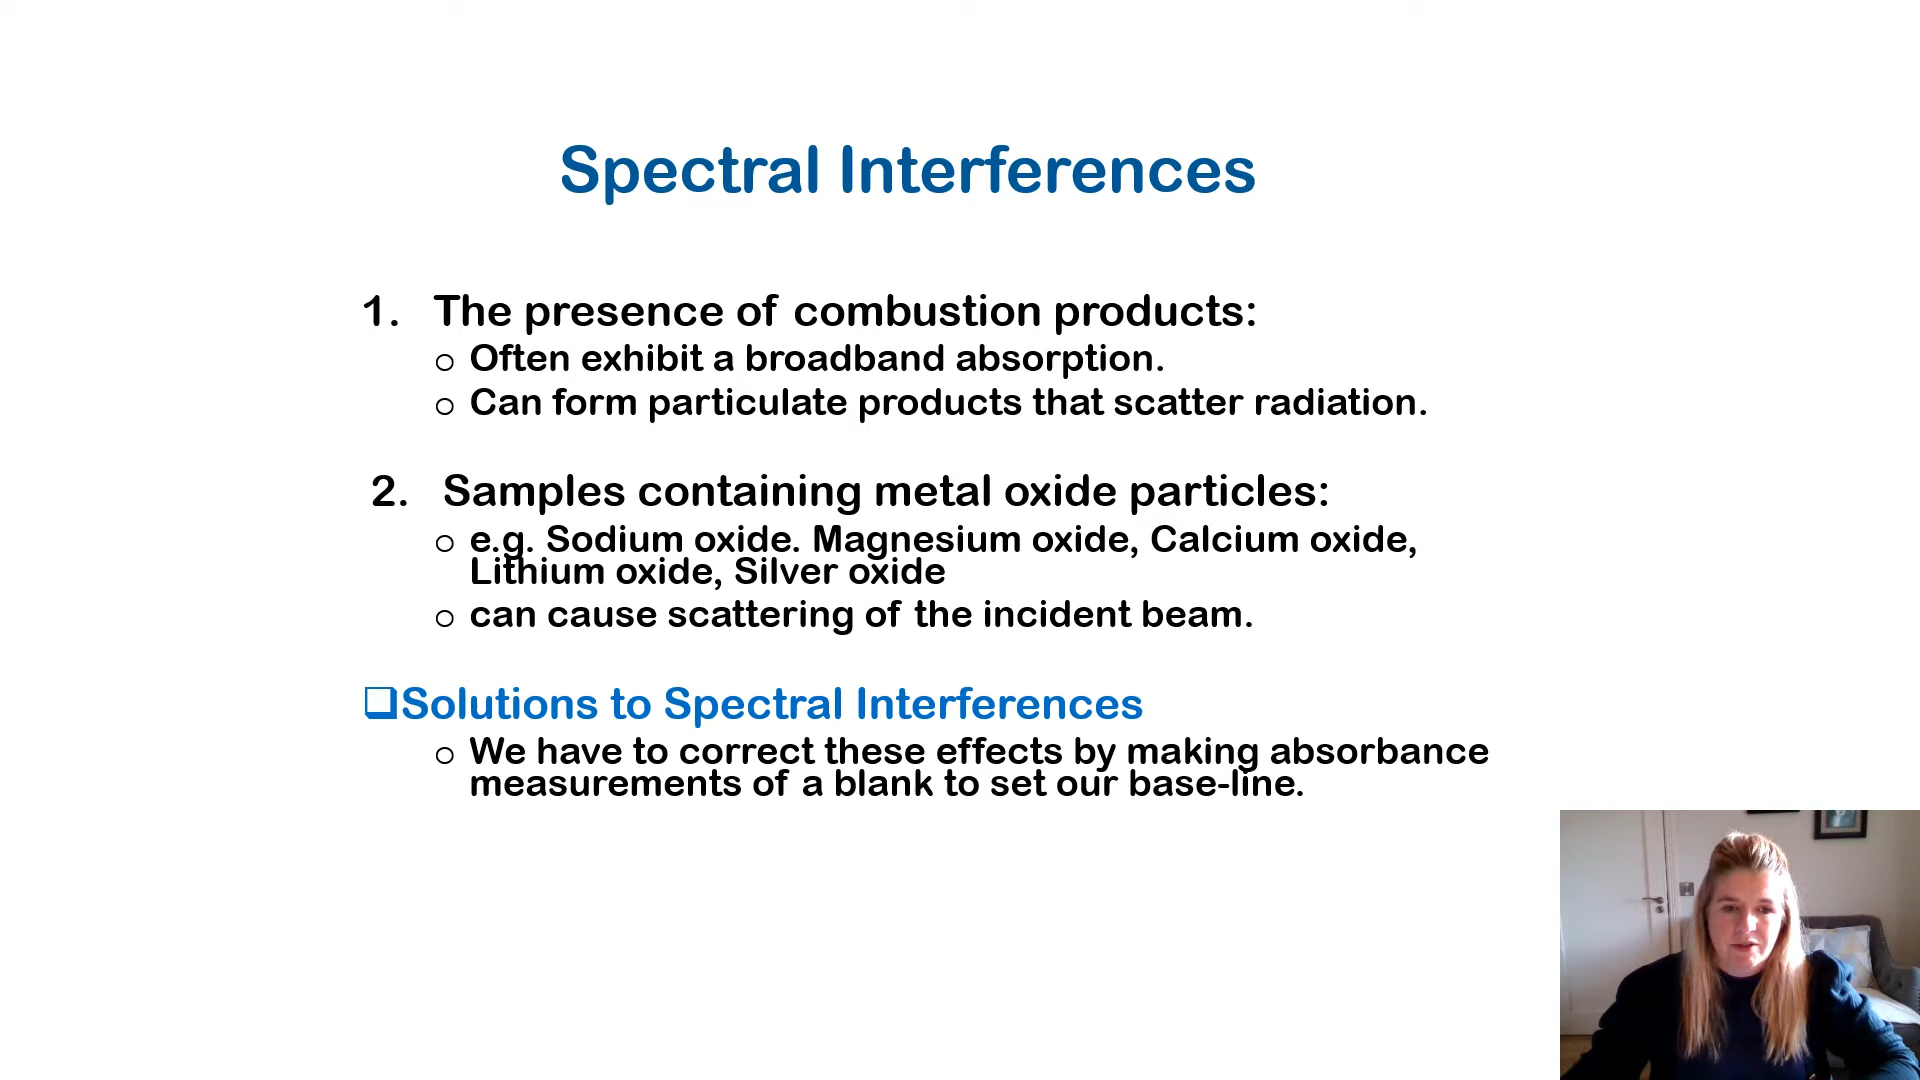 Spectral Interferences
1. The presence of combustion products:
o Often exhibit a broadband absorption.
o Can form particulate products that scatter radiation.
2. Samples containing metal oxide particles:
o e.g. Sodium oxide. Magnesium oxide, Calcium oxide,
Lithium oxide, Silver oxide
o can cause scattering of the incident beam.
❑Solutions to Spectral Interferences
o We have to correct these effects by making absorbance
measurements of a blank to set our base-line.